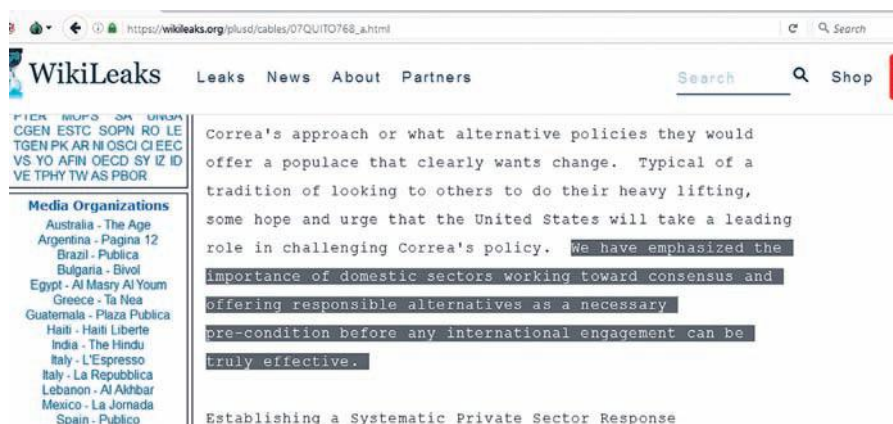 https://wikileaks.org/plusd/cables/07QUITO768_a.html
Search
WikiLeaks
Leaks News About Partners
Search
Shop
PTER MOPS SA UNGA
CGEN ESTC SOPN RO LE
TGEN PK AR NI OSCI CI EEC
VS YO AFIN OECD SY IZ ID
VE TPHY TW AS PBOR
Media Organizations
Australia - The Age
Argentina - Pagina 12
Brazil - Publica
Bulgaria - Bivol
Egypt - Al Masry Al Youm
Greece - Ta Nea
Guatemala - Plaza Publica
Haiti - Haiti Liberte
India - The Hindu
Italy - L'Espresso
Italy - La Repubblica
Lebanon - Al Akhbar
Mexico - La Jornada
Spain - Publico
Correa's approach or what alternative policies they would
offer a populace that clearly wants change. Typical of a
tradition of looking to others to do their heavy lifting,
some hope and urge that the United States will take a leading
role in challenging Correa's policy. We have emphasized the
importance of domestic sectors working toward consensus and
offering responsible alternatives as a necessary
pre-condition before any international engagement can be
truly effective.
Establishing a Systematic Private Sector Response